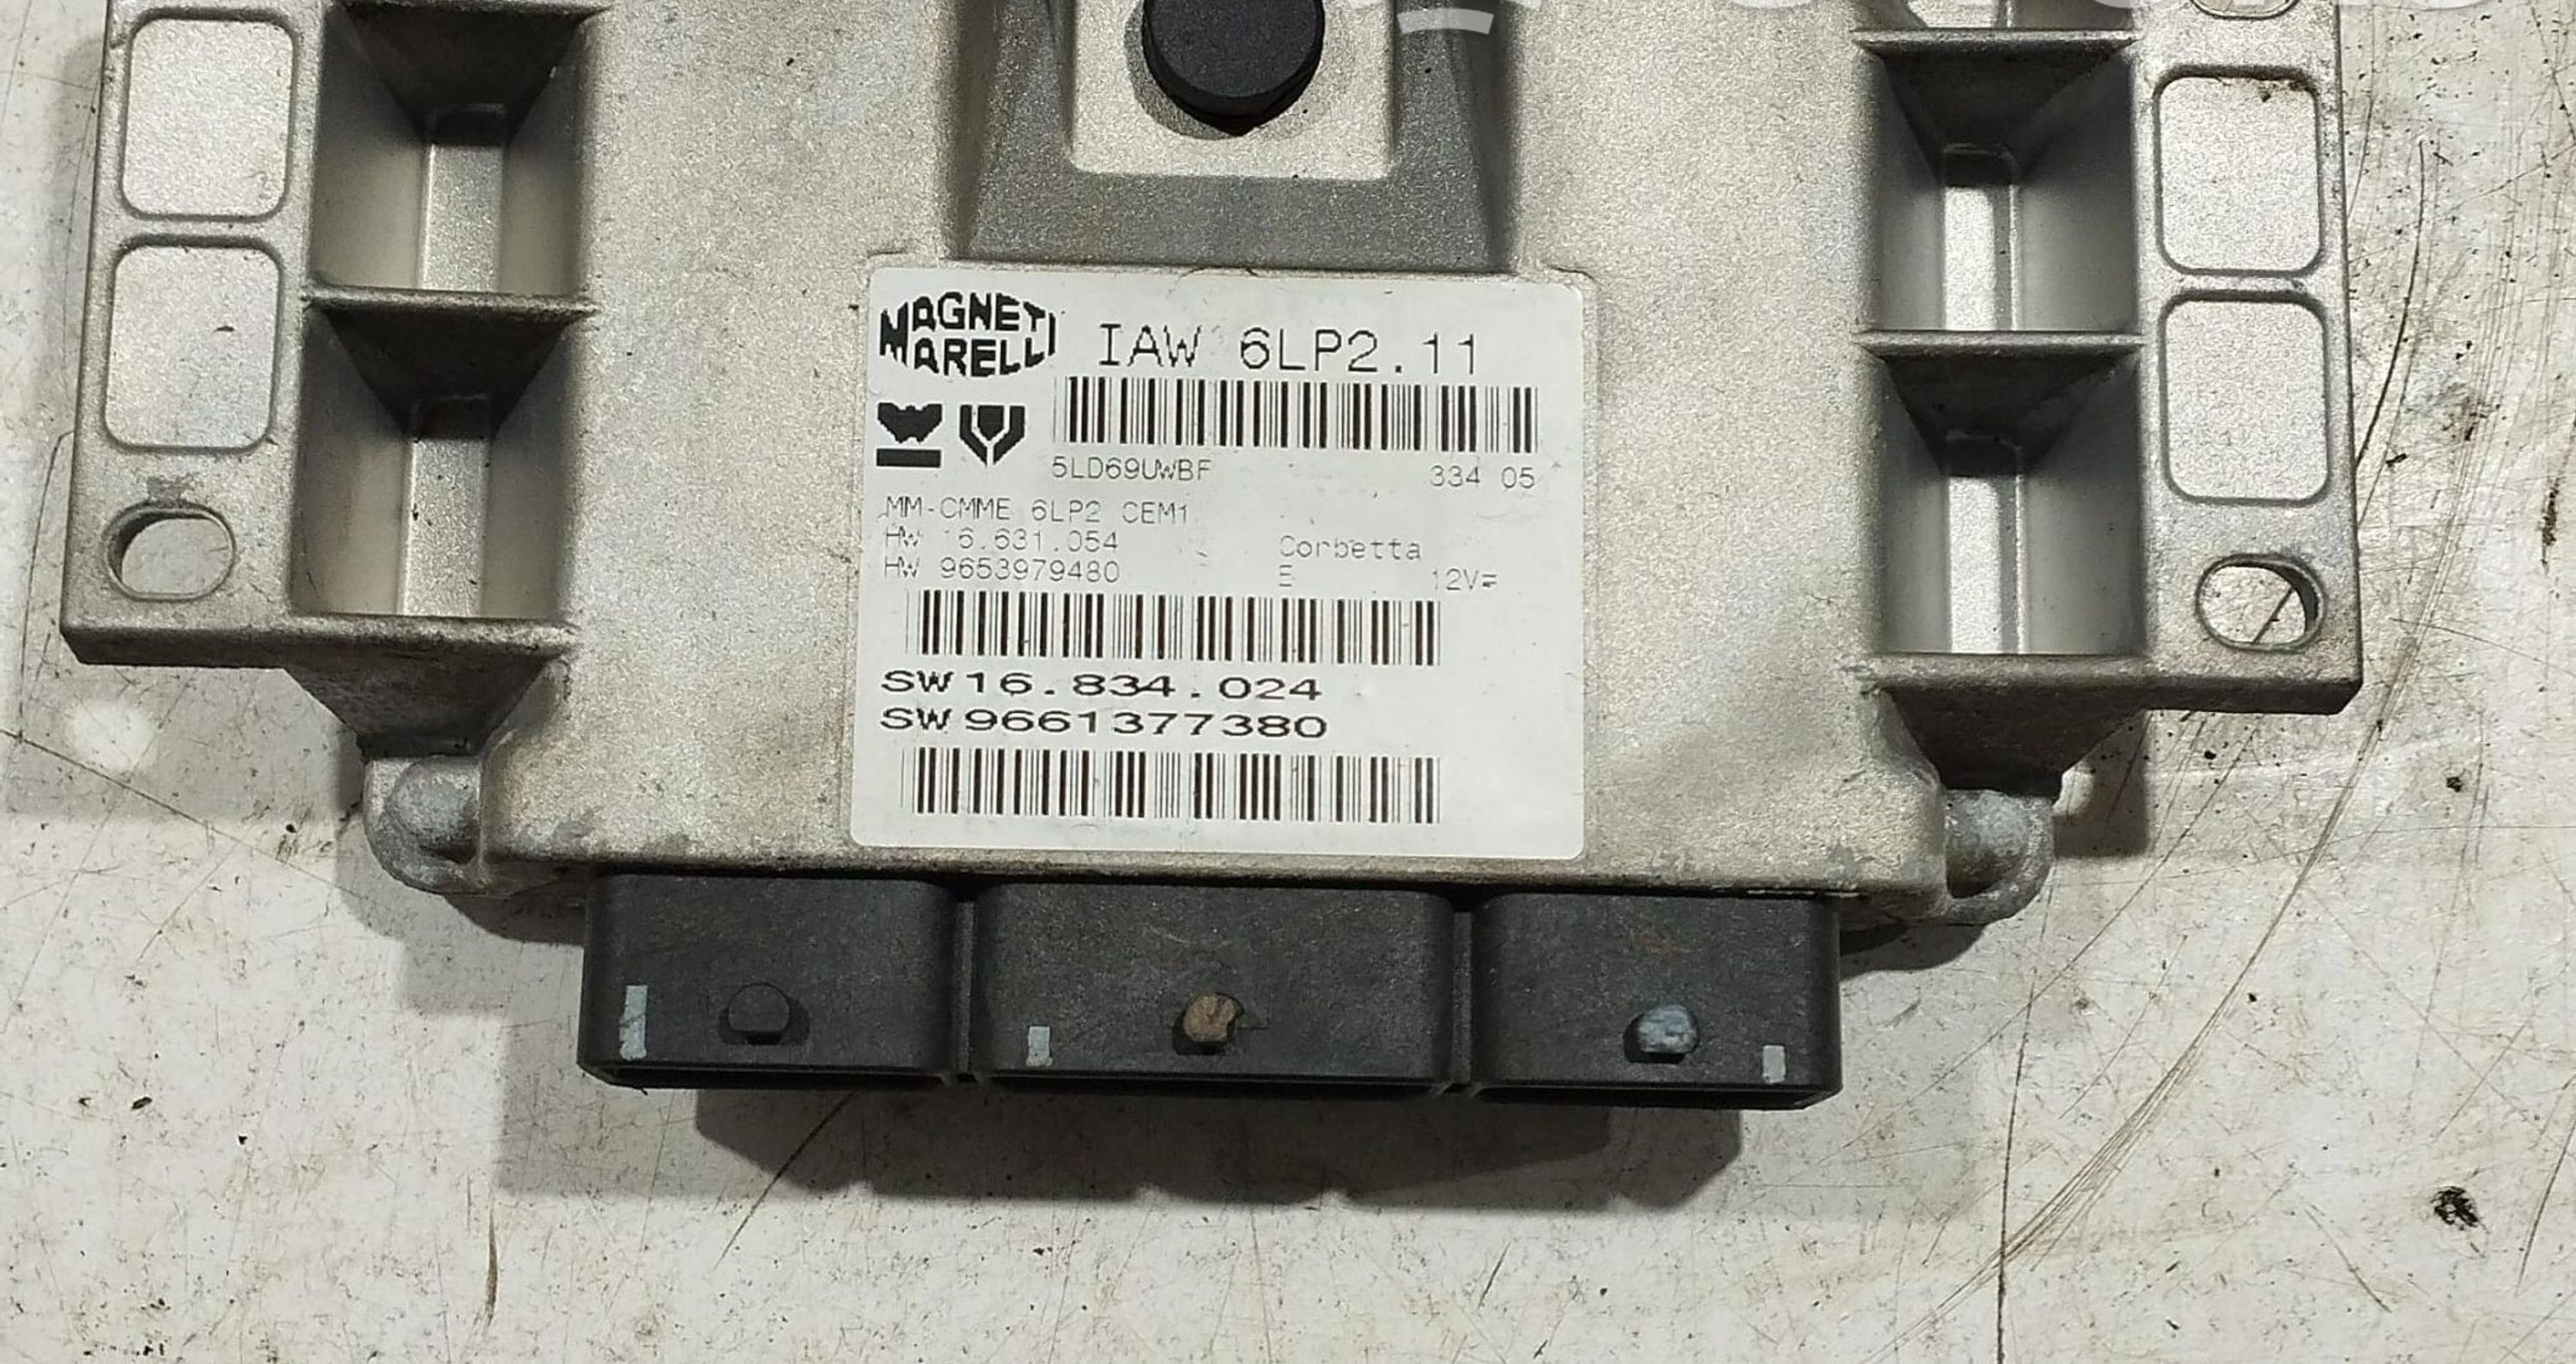 MAGNETI
MARELLI
IAW 6LP2.11
5LD69UWBF 334 05
MM-CMME 6LP2 CEM1
HW 16.631.054 Corbetta
HW 9653979480 E 12V=
SW 16.834.024
SW 9661377380